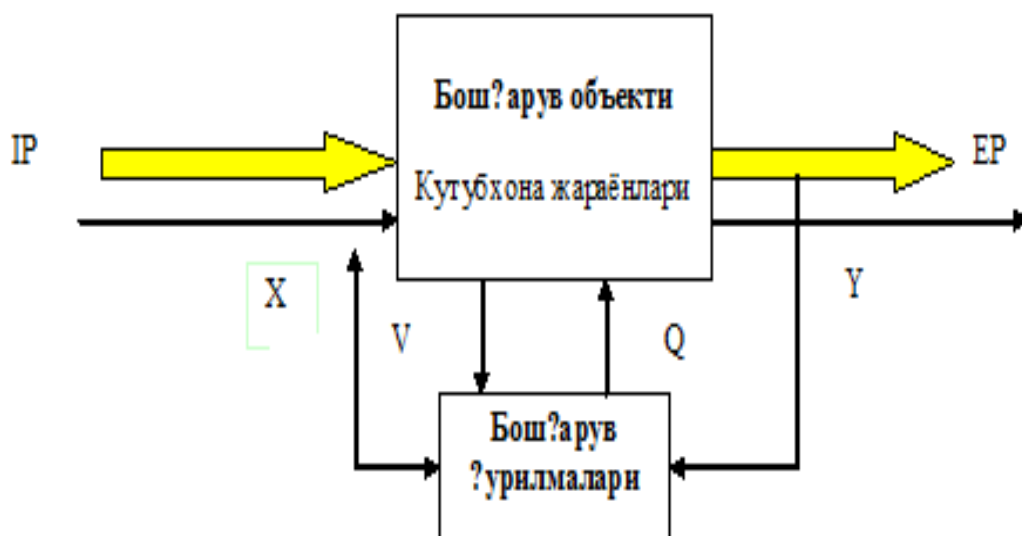 Бош?арув объекти
IP
EP
Кутубхона жараёнлари
X
V
Q
Y
Бош?арув
?урилмалари